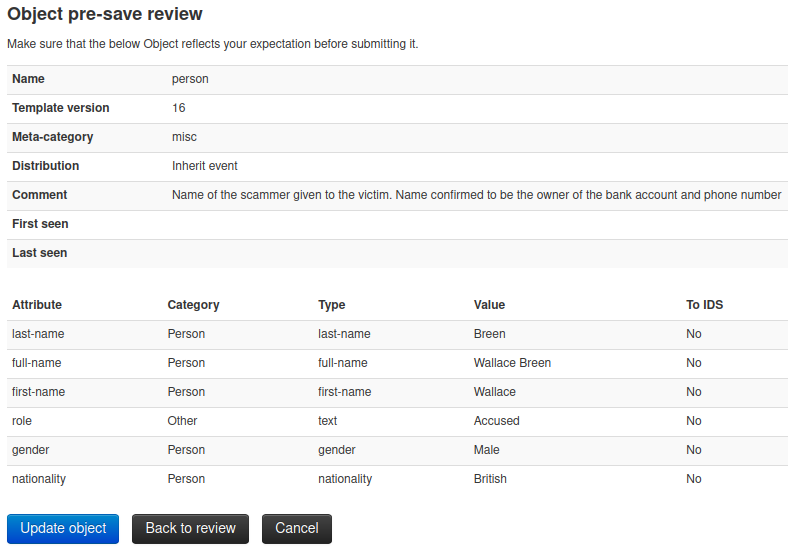 Object pre-save review
Make sure that the below Object reflects your expectation before submitting it.
Name person
Template version 16
Meta-category misc
Distribution Inherit event
Comment Name of the scammer given to the victim. Name confirmed to be the owner of the bank account and phone number
First seen
Last seen
Attribute Category Type Value To IDS
last-name Person last-name Breen No
full-name Person full-name Wallace Breen No
first-name Person first-name Wallace No
role Other text Accused No
gender Person gender Male No
nationality Person nationality British No
Update object Back to review Cancel